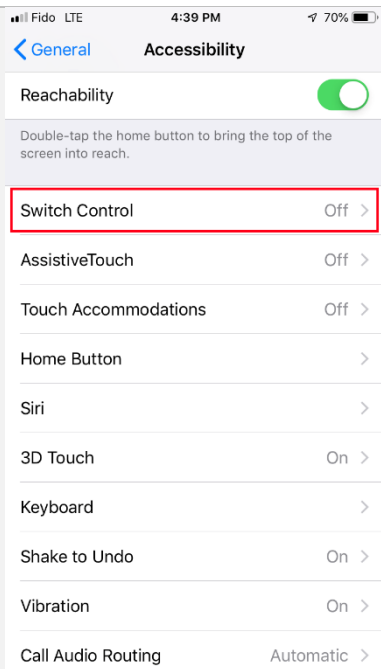 Fido LTE 4:39 PM 70%
General Accessibility
Reachability
Double-tap the home button to bring the top of the
screen into reach.
Switch Control Off
AssistiveTouch Off
Touch Accommodations Off
Home Button
Siri
3D Touch On
Keyboard
Shake to Undo On
Vibration On
Call Audio Routing Automatic